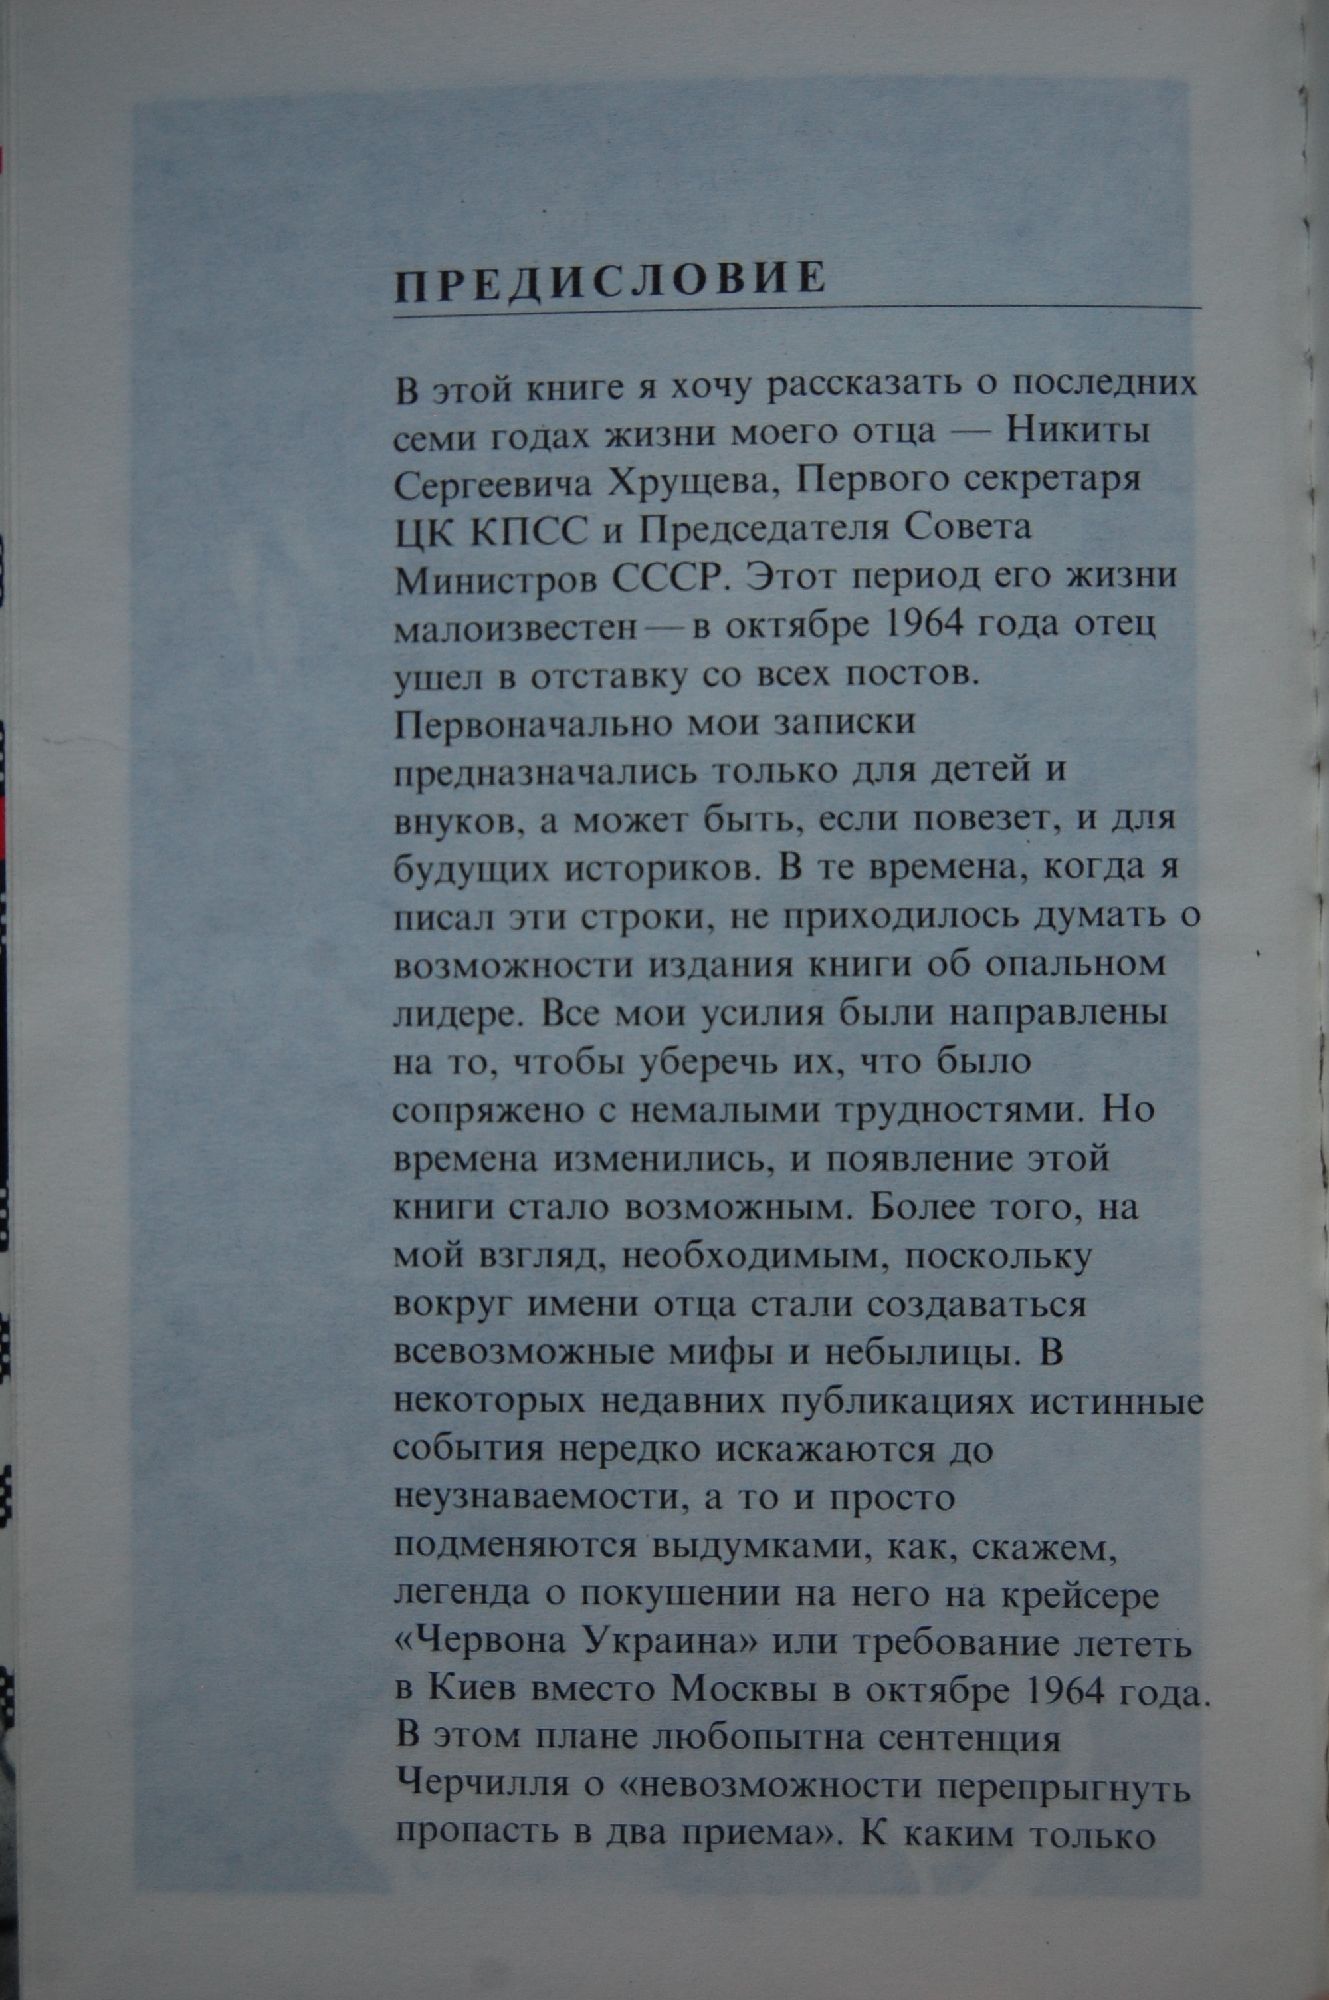 ПРЕДИСЛОВИЕ
В этой книге я хочу рассказать о последних
семи годах жизни моего отца — Никиты
Сергеевича Хрущева, Первого секретаря
ЦК КПСС и Председателя Совета
Министров СССР. Этот период его жизни
малоизвестен — в октябре 1964 года отец
ушел в отставку со всех постов.
Первоначально мои записки
предназначались только для детей и
внуков, а может быть, если повезет, и для
будущих историков. В те времена, когда я
писал эти строки, не приходилось думать о
возможности издания книги об опальном
лидере. Все мои усилия были направлены
на то, чтобы уберечь их, что было
сопряжено с немалыми трудностями. Но
времена изменились, и появление этой
книги стало возможным. Более того, на
мой взгляд, необходимым, поскольку
вокруг имени отца стали создаваться
всевозможные мифы и небылицы. В
некоторых недавних публикациях истинные
события нередко искажаются до
неузнаваемости, а то и просто
подменяются выдумками, как, скажем,
легенда о покушении на него на крейсере
«Червона Украина» или требование лететь
в Киев вместо Москвы в октябре 1964 года.
В этом плане любопытна сентенция
Черчилля о «невозможности перепрыгнуть
пропасть в два приема». К каким только